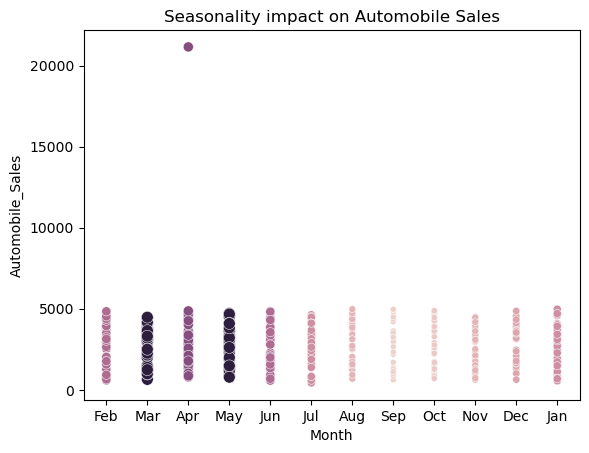 Seasonality impact on Automobile Sales
Automobile_Sales
20000
15000
10000
5000
0
Feb Mar Apr May Jun Jul Aug Sep Oct Nov Dec Jan
Month